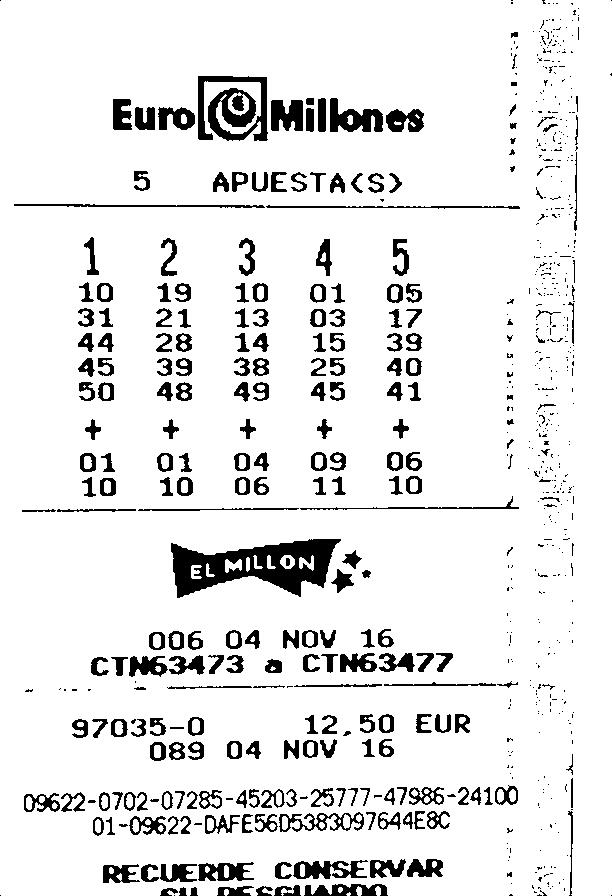 Euro Millones
5 APUESTA(S)
1 2 3 4 5
10 19 10 01 05
31 21 13 03 17
44 28 14 15 39
45 39 38 25 40
50 48 49 45 41
+ + + + +
01 01 04 09 06
10 10 06 11 10
EL MILLON
006 04 NOV 16
CTN63473 a CTN63477
97035-0 12,50 EUR
089 04 NOV 16
09622-0702-07285-45203-25777-47986-24100
01-09622-DAFE56D5383097644E8C
RECUERDE CONSERVAR
SU RESGUARDO